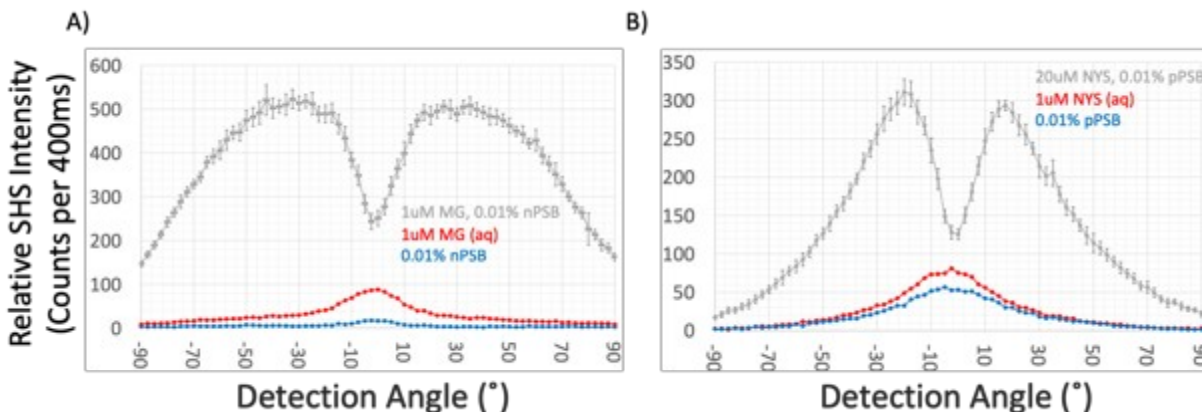 A)
B)
Relative SHS Intensity
(Counts per 400ms)
600
500
400
300
200
100
0
1uM MG, 0.01% nPSB
1uM MG (aq)
0.01% nPSB
-90
-70
-50
-30
-10
10
30
50
70
90
Detection Angle (°)
350
300
250
200
150
100
50
0
20uM NYS, 0.01% pPSB
1uM NYS (aq)
0.01% pPSB
-90
-70
-50
-30
-10
10
30
50
70
90
Detection Angle (°)